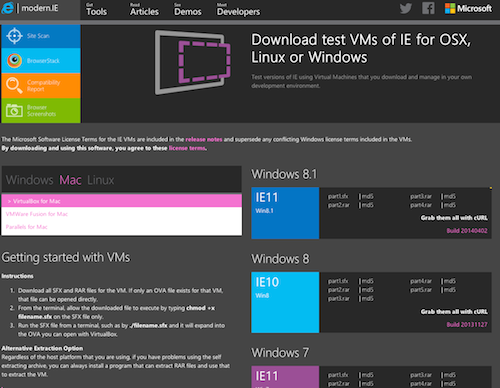 modern.IE
Get Tools
Read Articles
See Demos
Meet Developers
Microsoft
Site Scan
BrowserStack
Compatibility Report
Browser Screenshots
Download test VMs of IE for OSX,
Linux or Windows
Test versions of IE using Virtual Machines that you download and manage in your own
development environment.
The Microsoft Software License Terms for the IE VMs are included in the release notes and supersede any conflicting Windows license terms included in the VMs.
By downloading and using this software, you agree to these license terms.
Windows Mac Linux
> VirtualBox for Mac
VMWare Fusion for Mac
Parallels for Mac
Getting started with VMs
Instructions
1. Download all SFX and RAR files for the VM. If only an OVA file exists for that VM,
that file can be opened directly.
2. From the terminal, allow the downloaded file to execute by typing chmod +x
filename.sfx on the SFX file only.
3. Run the SFX file from a terminal, such as by ./filename.sfx and it will expand into
the OVA you can open with VirtualBox.
Alternative Extraction Option
Regardless of the host platform that you are using, if you have problems using the self
extracting archive, you can always install a program that can extract RAR files and use that
to extract the VM.
Windows 8.1
IE11
Win8.1
part1.sfx | md5 part3.rar | md5
part2.rar | md5 part4.rar | md5
Grab them all with cURL
Build 20140402
Windows 8
IE10
Win8
part1.sfx | md5 part4.rar | md5
part2.rar | md5 part5.rar | md5
part3.rar | md5
Grab them all with cURL
Build 20131127
Windows 7
IE11
part1.sfx | md5 part3.rar | md5